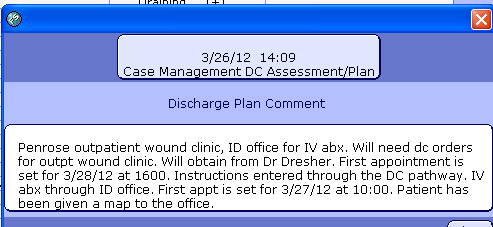 3/26/12 14:09
Case Management DC Assessment/Plan
Discharge Plan Comment
Penrose outpatient wound clinic, ID office for IV abx. Will need dc orders
for outpt wound clinic. Will obtain from Dr Dresher. First appointment is
set for 3/28/12 at 1600. Instructions entered through the DC pathway. IV
abx through ID office. First appt is set for 3/27/12 at 10:00. Patient has
been given a map to the office.